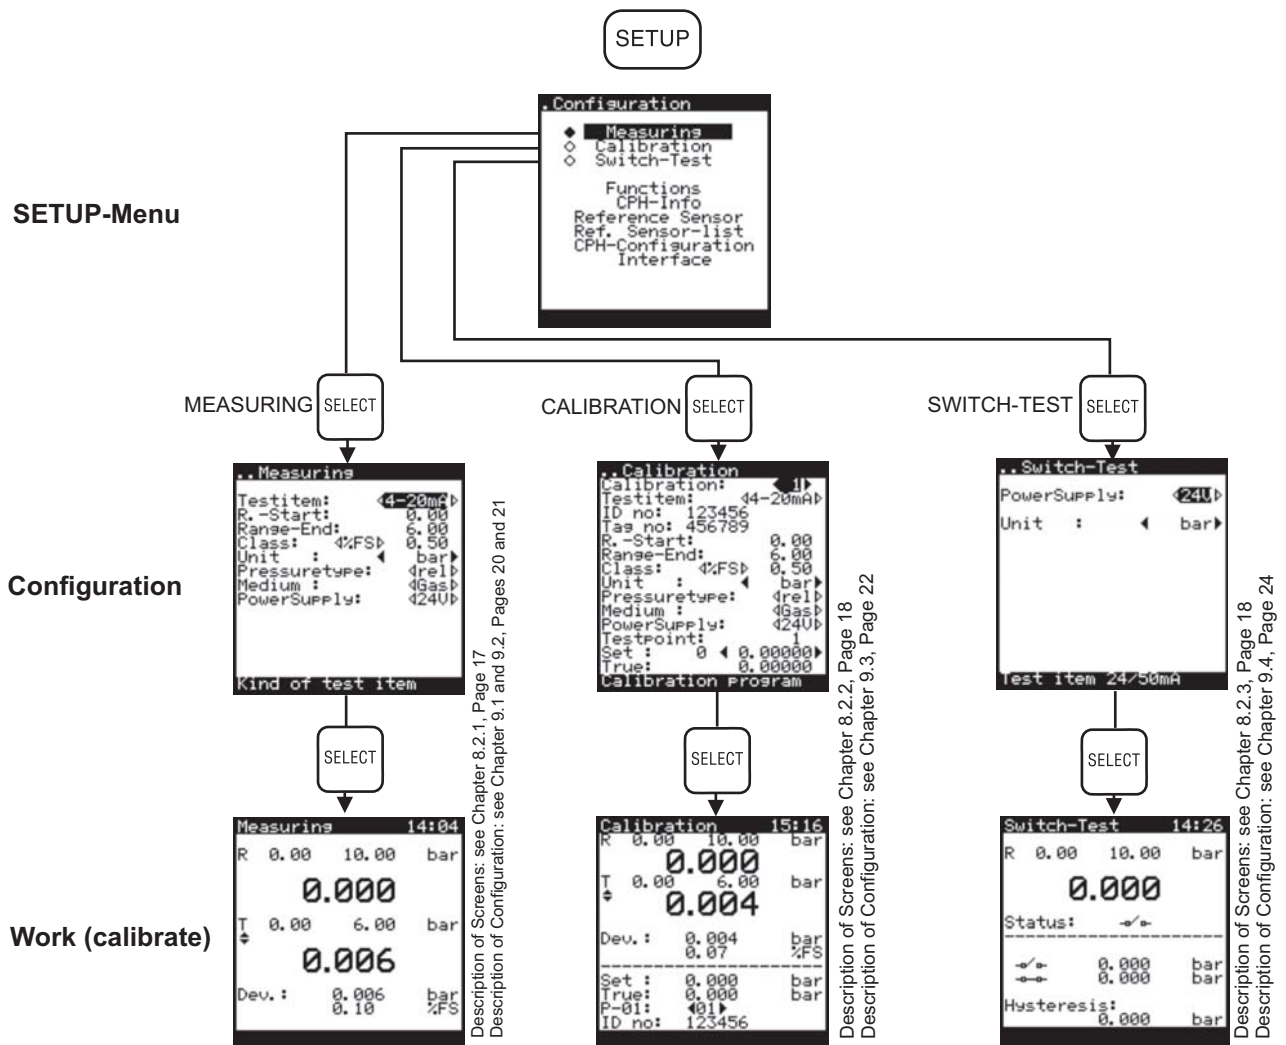 SETUP
.Configuration
Measuring
Calibration
Switch-Test
Functions
CPH-Info
Reference Sensor
Ref. Sensor-list
CPH-Configuration
Interface
SETUP-Menu
MEASURING
SELECT
CALIBRATION
SELECT
SWITCH-TEST
SELECT
Configuration
..Measuring
Testitem: 4-20mA
R.-Start: 0.00
Range-End: 6.00
Class: %FS 0.50
Unit : bar
Pressuretype: rel
Medium : Gas
PowerSupply: 24V
Kind of test item
Description of Screens: see Chapter 8.2.1, Page 17
Description of Configuration: see Chapter 9.1 and 9.2, Pages 20 and 21
..Calibration
Calibration: 1
Testitem: 4-20mA
ID no: 123456
Tag no: 456789
R.-Start: 0.00
Range-End: 6.00
Class: %FS 0.50
Unit : bar
Pressuretype: rel
Medium : Gas
PowerSupply: 24V
Testpoint: 1
Set : 0 0.00000
True: 0.00000
Calibration program
Description of Screens: see Chapter 8.2.2, Page 18
Description of Configuration: see Chapter 9.3, Page 22
..Switch-Test
PowerSupply: 24V
Unit : bar
Test item 24/50mA
Description of Screens: see Chapter 8.2.3, Page 18
Description of Configuration: see Chapter 9.4, Page 24
SELECT
SELECT
SELECT
Work (calibrate)
Measuring 14:04
R 0.00 10.00 bar
0.000
T 0.00 6.00 bar
0.006
Dev.: 0.006 bar
0.10 %FS
Calibration 15:16
R 0.00 10.00 bar
0.000
T 0.00 6.00 bar
0.004
Dev.: 0.004 bar
0.07 %FS
Set : 0.000 bar
True: 0.000 bar
P-01: 01
ID no: 123456
Switch-Test 14:26
R 0.00 10.00 bar
0.000
Status:
0.000 bar
0.000 bar
Hysteresis:
0.000 bar